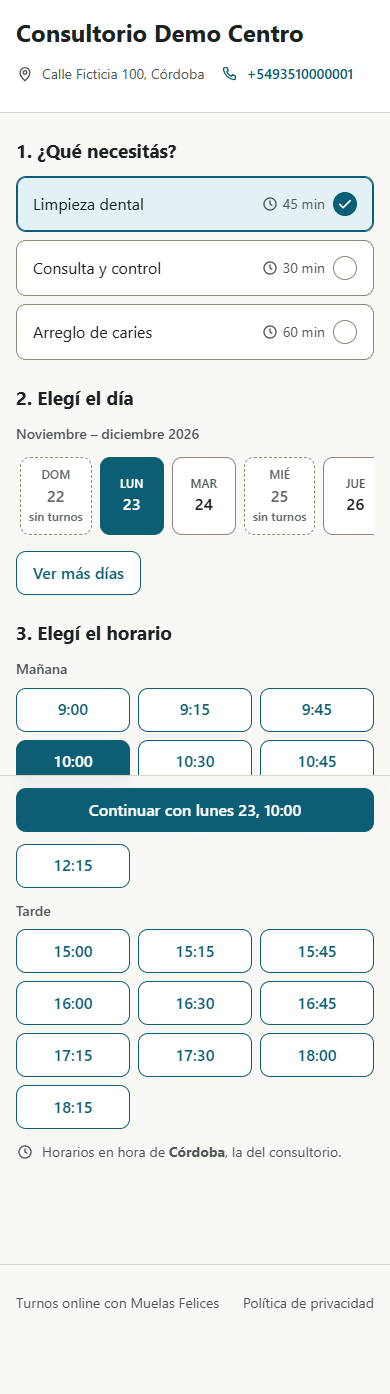 Consultorio Demo Centro
Calle Ficticia 100, Córdoba +5493510000001
1. ¿Qué necesitás?
Limpieza dental 45 min
Consulta y control 30 min
Arreglo de caries 60 min
2. Elegí el día
Noviembre – diciembre 2026
DOM LUN MAR MIÉ JUE
22 23 24 25 26
sin turnos sin turnos
Ver más días
3. Elegí el horario
Mañana
9:00 9:15 9:45
10:00 10:30 10:45
Continuar con lunes 23, 10:00
12:15
Tarde
15:00 15:15 15:45
16:00 16:30 16:45
17:15 17:30 18:00
18:15
Horarios en hora de Córdoba, la del consultorio.
Turnos online con Muelas Felices Política de privacidad